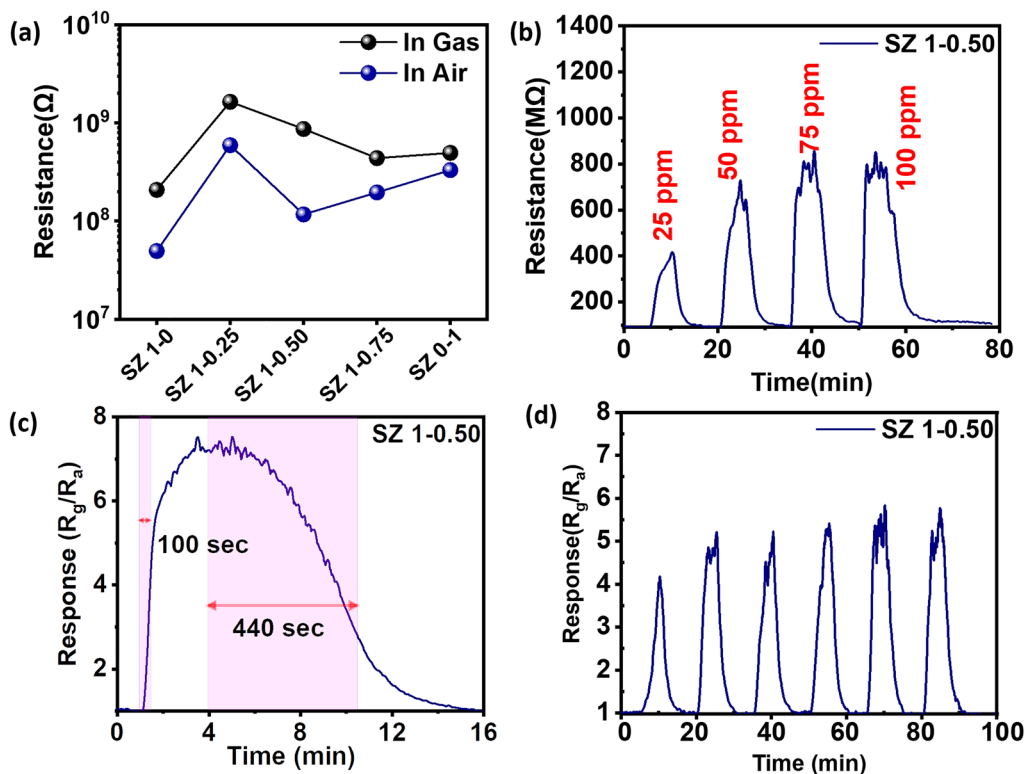 (a)
10^10
10^9
10^8
10^7
Resistance(Ω)
In Gas
In Air
SZ 1-0
SZ 1-0.25
SZ 1-0.50
SZ 1-0.75
SZ 0-1
(b)
1400
1200
1000
800
600
400
200
Resistance(MΩ)
SZ 1-0.50
25 ppm
50 ppm
75 ppm
100 ppm
0 20 40 60 80
Time(min)
(c)
8
6
4
2
Response (Rg/Ra)
SZ 1-0.50
100 sec
440 sec
0 4 8 12 16
Time (min)
(d)
8
7
6
5
4
3
2
1
Response(Rg/Ra)
SZ 1-0.50
0 20 40 60 80 100
Time (min)